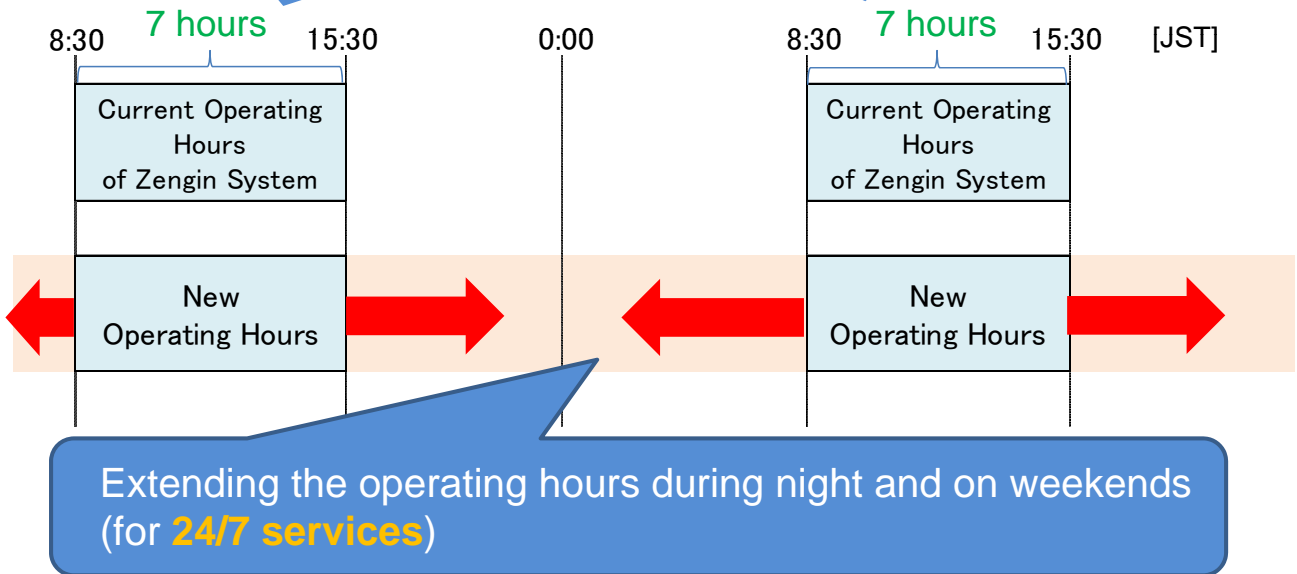 7 hours
7 hours
8:30
15:30
0:00
8:30
15:30
[JST]
Current Operating
Hours
of Zengin System
Current Operating
Hours
of Zengin System
New
Operating Hours
New
Operating Hours
Extending the operating hours during night and on weekends
(for 24/7 services)